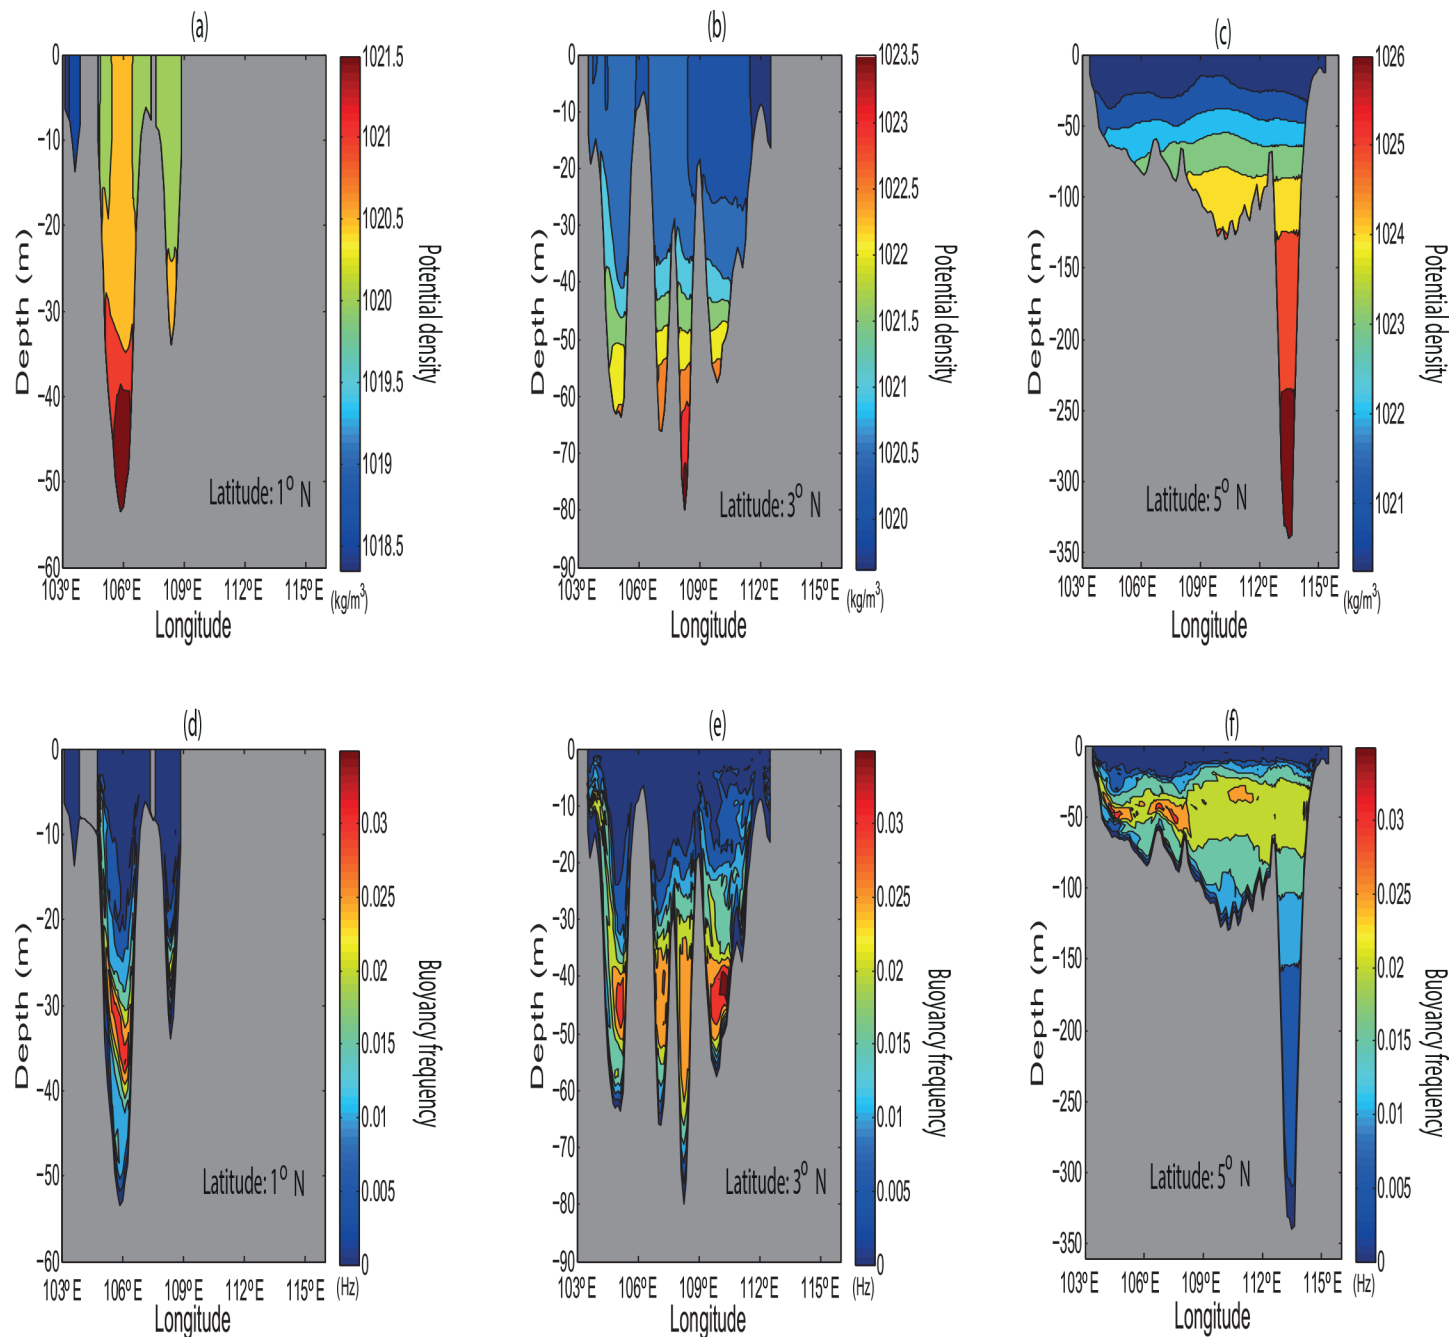 (a)
0
−10
−20
−30
−40
−50
−60
Depth (m)
103°E 106°E 109°E 112°E 115°E
Longitude
Latitude: 1° N
1021.5
1021
1020.5
1020
1019.5
1019
1018.5
(kg/m³)
Potential density
(b)
0
−10
−20
−30
−40
−50
−60
−70
−80
−90
Depth (m)
103°E 106°E 109°E 112°E 115°E
Longitude
Latitude: 3° N
1023.5
1023
1022.5
1022
1021.5
1021
1020.5
1020
(kg/m³)
Potential density
(c)
0
−50
−100
−150
−200
−250
−300
−350
Depth (m)
103°E 106°E 109°E 112°E 115°E
Longitude
Latitude: 5° N
1026
1025
1024
1023
1022
1021
(kg/m³)
Potential density
(d)
0
−10
−20
−30
−40
−50
−60
Depth (m)
103°E 106°E 109°E 112°E 115°E
Longitude
Latitude: 1° N
0.03
0.025
0.02
0.015
0.01
0.005
0
(Hz)
Buoyancy frequency
(e)
0
−10
−20
−30
−40
−50
−60
−70
−80
−90
Depth (m)
103°E 106°E 109°E 112°E 115°E
Longitude
Latitude: 3° N
0.03
0.025
0.02
0.015
0.01
0.005
0
(Hz)
Buoyancy frequency
(f)
0
−50
−100
−150
−200
−250
−300
−350
Depth (m)
103°E 106°E 109°E 112°E 115°E
Longitude
Latitude: 5° N
0.03
0.025
0.02
0.015
0.01
0.005
0
(Hz)
Buoyancy frequency